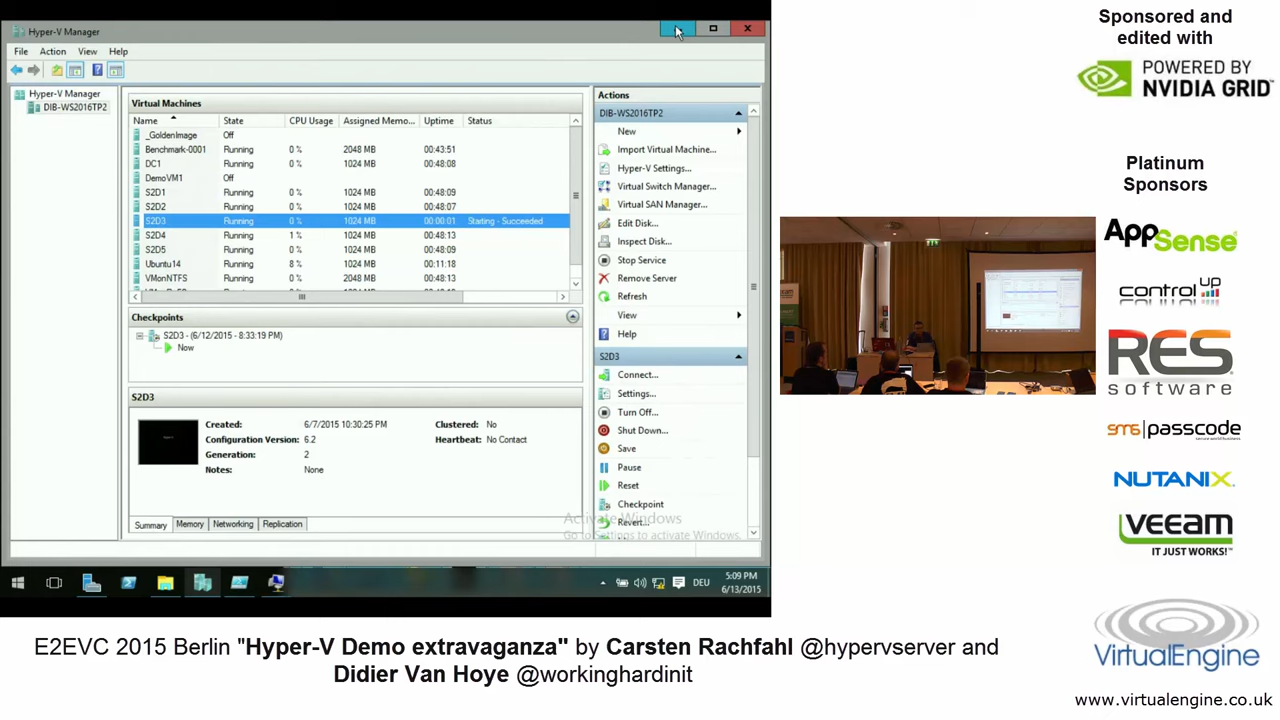 Hyper-V Manager
File Action View Help
Hyper-V Manager
DIB-WS2016TP2
Virtual Machines
Name State CPU Usage Assigned Memo... Uptime Status
_GoldenImage Off
Benchmark-0001 Running 0 % 2048 MB 00:43:51
DC1 Running 0 % 1024 MB 00:48:08
DemoVM1 Off
S2D1 Running 0 % 1024 MB 00:48:09
S2D2 Running 0 % 1024 MB 00:48:07
S2D3 Running 0 % 1024 MB 00:00:01 Starting - Succeeded
S2D4 Running 1 % 1024 MB 00:48:13
S2D5 Running 0 % 1024 MB 00:48:09
Ubuntu14 Running 8 % 1024 MB 00:11:18
VMonNTFS Running 0 % 2048 MB 00:48:13
Checkpoints
S2D3 - (6/12/2015 - 8:33:19 PM)
Now
S2D3
Created: 6/7/2015 10:30:25 PM Clustered: No
Configuration Version: 6.2 Heartbeat: No Contact
Generation: 2
Notes: None
Summary Memory Networking Replication
Actions
DIB-WS2016TP2
New
Import Virtual Machine...
Hyper-V Settings...
Virtual Switch Manager...
Virtual SAN Manager...
Edit Disk...
Inspect Disk...
Stop Service
Remove Server
Refresh
View
Help
S2D3
Connect...
Settings...
Turn Off...
Shut Down...
Save
Pause
Reset
Checkpoint
Revert...
Activate Windows
Go to Settings to activate Windows.
DEU
5:09 PM
6/13/2015
Sponsored and
edited with
POWERED BY
NVIDIA GRID
Platinum
Sponsors
AppSense
control up
RES
software
sms|passcode
NUTANIX
VEEAM
IT JUST WORKS!
VirtualEngine
www.virtualengine.co.uk
E2EVC 2015 Berlin "Hyper-V Demo extravaganza" by Carsten Rachfahl @hypervserver and
Didier Van Hoye @workinghardinit